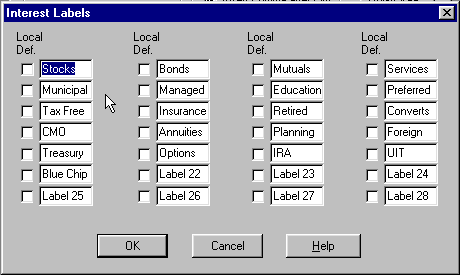 Interest Labels
Local Local Local Local
Def. Def. Def. Def.
Stocks Bonds Mutuals Services
Municipal Managed Education Preferred
Tax Free Insurance Retired Converts
CMO Annuities Planning Foreign
Treasury Options IRA UIT
Blue Chip Label 22 Label 23 Label 24
Label 25 Label 26 Label 27 Label 28
OK Cancel Help